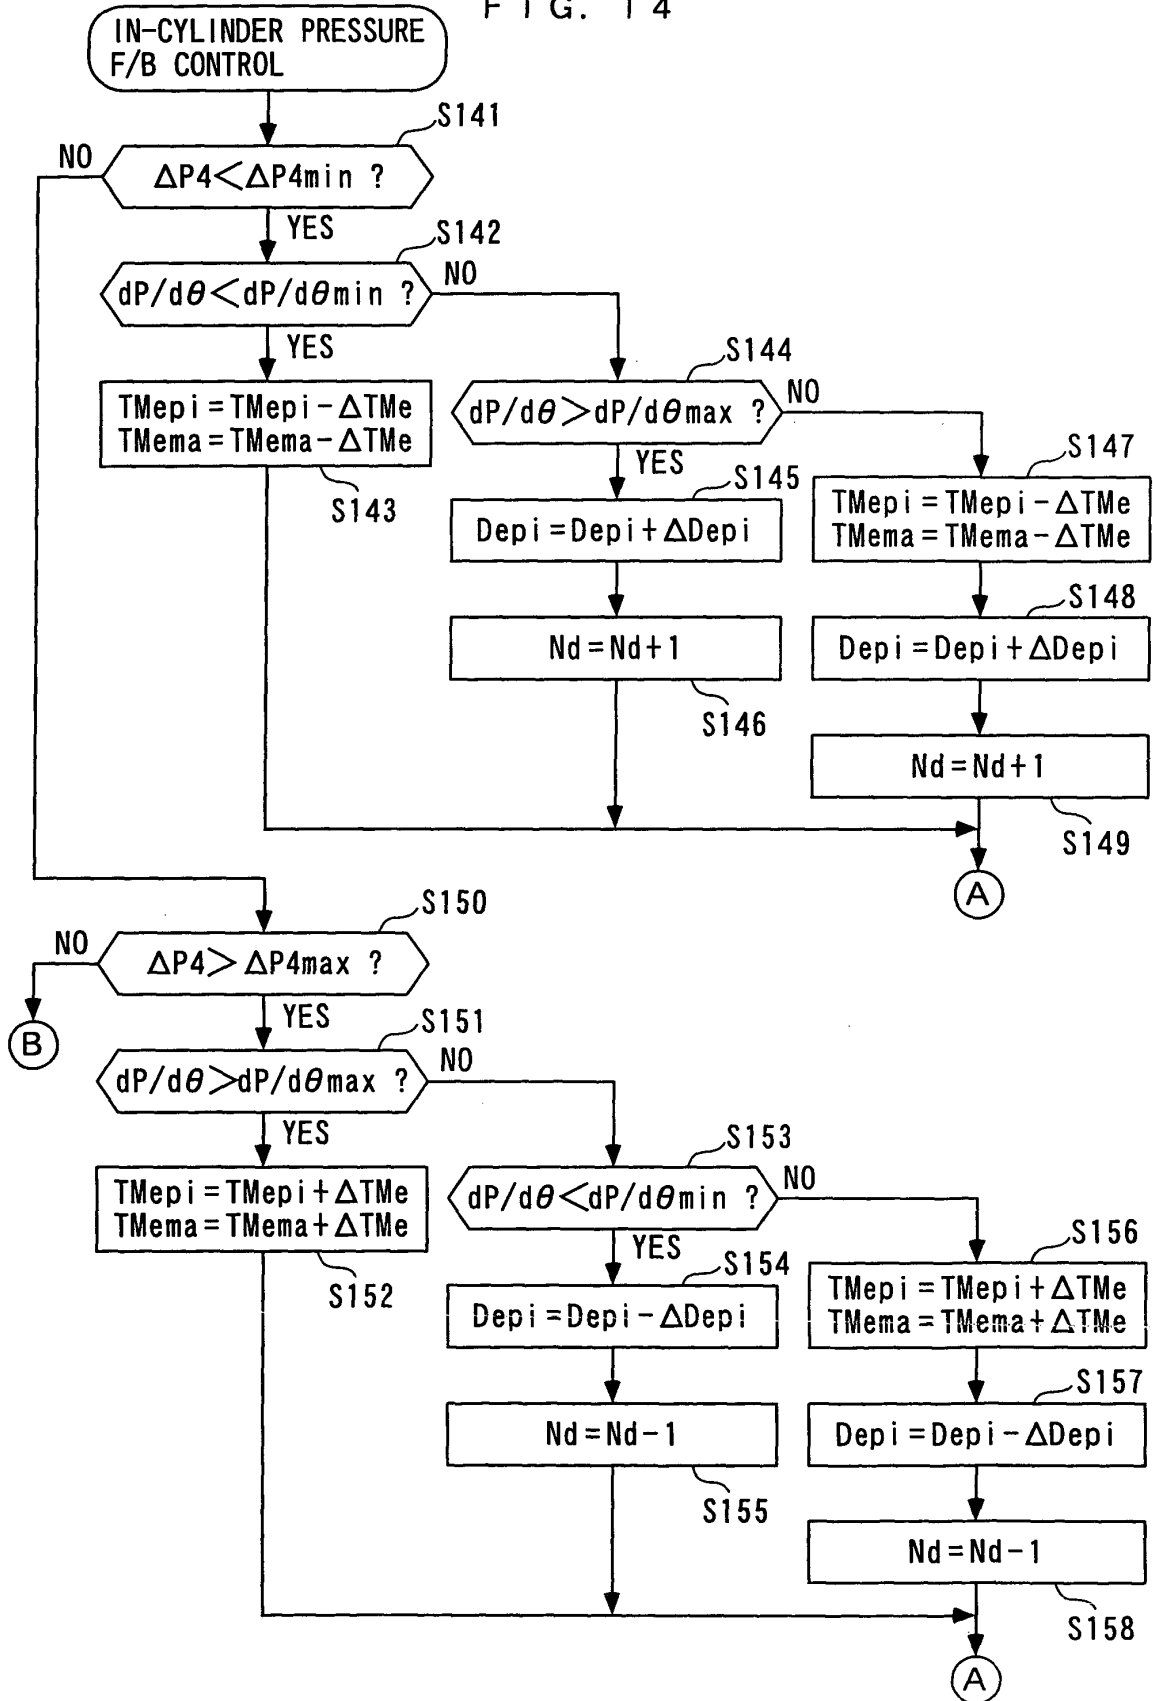 FIG. 14
IN-CYLINDER PRESSURE
F/B CONTROL
S141
NO
ΔP4<ΔP4min ?
YES
S142
dP/dθ<dP/dθmin ?
NO
YES
S144
TMepi=TMepi-ΔTMe
TMema=TMema-ΔTMe
S143
dP/dθ>dP/dθmax ?
NO
YES
S147
S145
Depi=Depi+ΔDepi
TMepi=TMepi-ΔTMe
TMema=TMema-ΔTMe
S148
Nd=Nd+1
S146
Depi=Depi+ΔDepi
Nd=Nd+1
S149
A
S150
NO
ΔP4>ΔP4max ?
YES
B
S151
dP/dθ>dP/dθmax ?
NO
YES
S153
TMepi=TMepi+ΔTMe
TMema=TMema+ΔTMe
S152
dP/dθ<dP/dθmin ?
NO
YES
S156
S154
Depi=Depi-ΔDepi
TMepi=TMepi+ΔTMe
TMema=TMema+ΔTMe
S157
Nd=Nd-1
S155
Depi=Depi-ΔDepi
Nd=Nd-1
S158
A